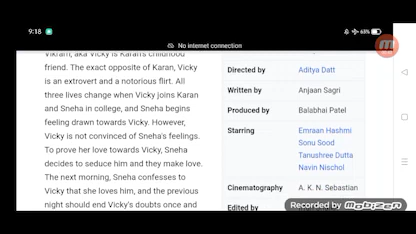 9:18
63%
No internet connection
Vikram, aka Vicky is Karan's childhood
friend. The exact opposite of Karan, Vicky
is an extrovert and a notorious flirt. All
three lives change when Vicky joins Karan
and Sneha in college, and Sneha begins
feeling drawn towards Vicky. However,
Vicky is not convinced of Sneha's feelings.
To prove her love towards Vicky, Sneha
decides to seduce him and they make love.
The next morning, Sneha confesses to
Vicky that she loves him, and the previous
night should end Vicky's doubts once and
Directed by Aditya Datt
Written by Anjaan Sagri
Produced by Balabhai Patel
Starring Emraan Hashmi
Sonu Sood
Tanushree Dutta
Navin Nischol
Cinematography A. K. N. Sebastian
Edited by
Recorded by Mobizen